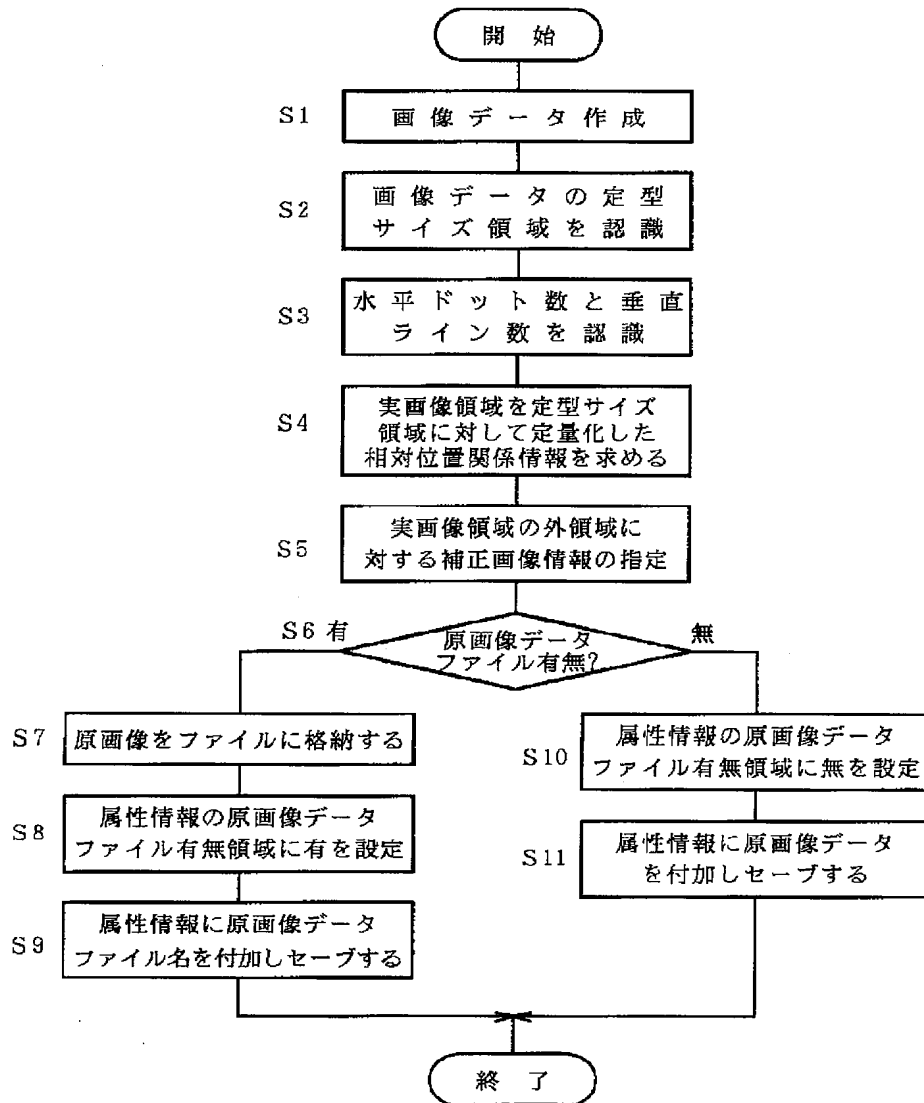 開始
S1
画像データ作成
S2
画像データの定型
サイズ領域を認識
S3
水平ドット数と垂直
ライン数を認識
S4
実画像領域を定型サイズ
領域に対して定量化した
相対位置関係情報を求める
S5
実画像領域の外領域に
対する補正画像情報の指定
S6 有
原画像データ
ファイル有無?
無
S7
原画像をファイルに格納する
S8
属性情報の原画像データ
ファイル有無領域に有を設定
S9
属性情報に原画像データ
ファイル名を付加しセーブする
S10
属性情報の原画像データ
ファイル有無領域に無を設定
S11
属性情報に原画像データ
を付加しセーブする
終了